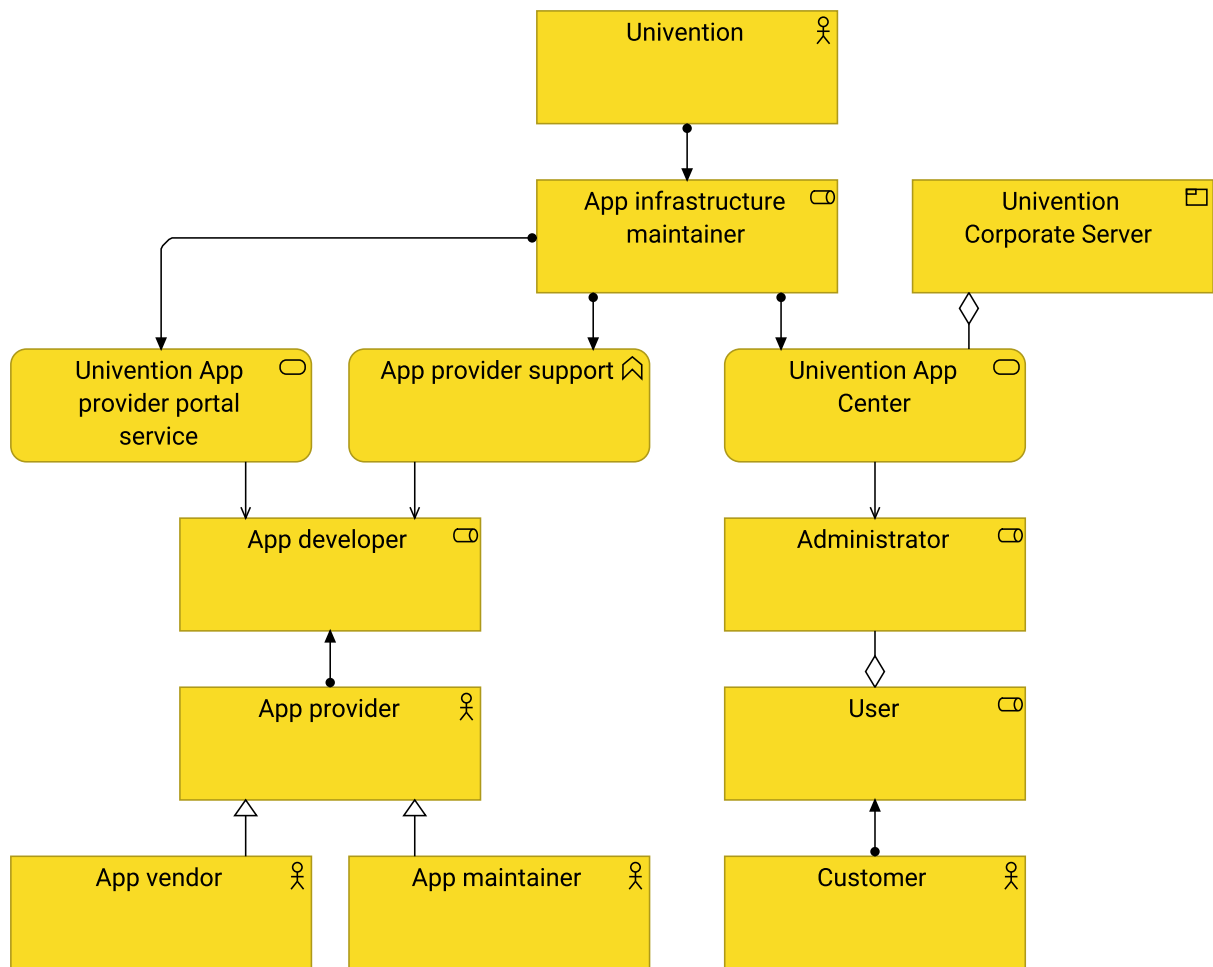 Univention
App infrastructure
maintainer
Univention
Corporate Server
Univention App
provider portal
service
App provider support
Univention App
Center
App developer
Administrator
App provider
User
App vendor
App maintainer
Customer